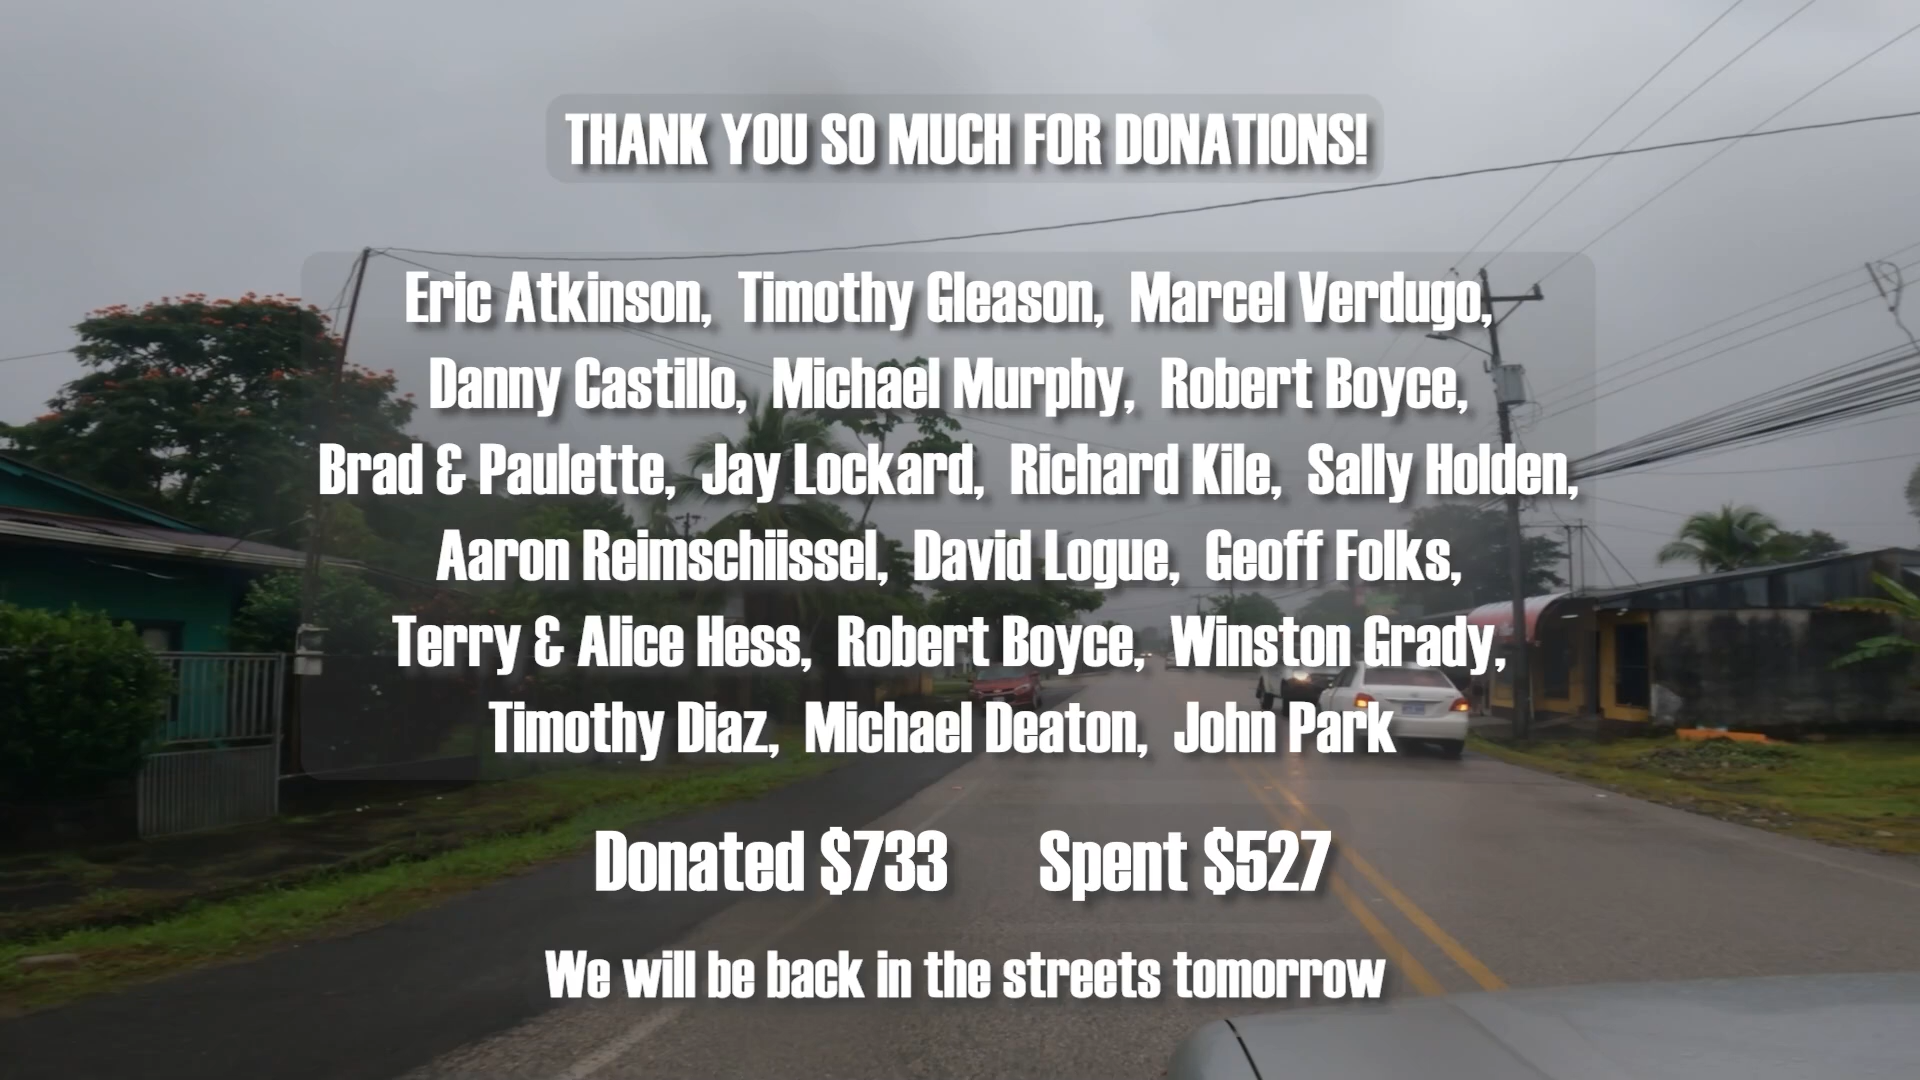 THANK YOU SO MUCH FOR DONATIONS!
Eric Atkinson, Timothy Gleason, Marcel Verdugo,
Danny Castillo, Michael Murphy, Robert Boyce,
Brad & Paulette, Jay Lockard, Richard Kile, Sally Holden,
Aaron Reimschiissel, David Logue, Geoff Folks,
Terry & Alice Hess, Robert Boyce, Winston Grady,
Timothy Diaz, Michael Deaton, John Park
Donated $733 Spent $527
We will be back in the streets tomorrow